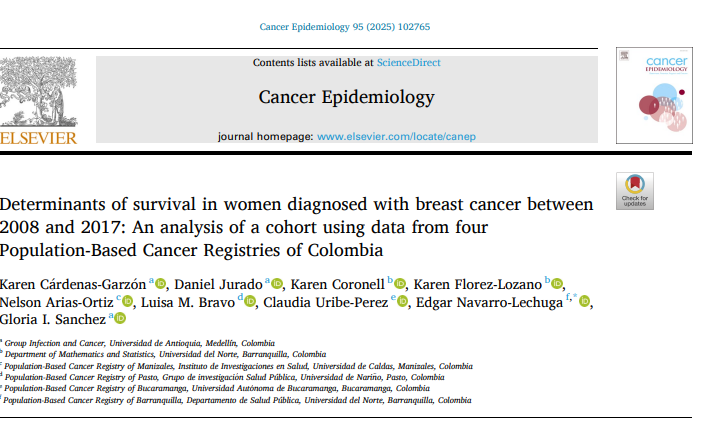 Cancer Epidemiology 95 (2025) 102765
Contents lists available at ScienceDirect
Cancer Epidemiology
journal homepage: www.elsevier.com/locate/canep
ELSEVIER
cancer
EPIDEMIOLOGY
Check for
updates
Determinants of survival in women diagnosed with breast cancer between
2008 and 2017: An analysis of a cohort using data from four
Population-Based Cancer Registries of Colombia
Karen Cárdenas-Garzón a, Daniel Jurado a, Karen Coronell b, Karen Florez-Lozano b,
Nelson Arias-Ortiz c, Luisa M. Bravo d, Claudia Uribe-Perez e, Edgar Navarro-Lechuga f,*,
Gloria I. Sanchez a
a Group Infection and Cancer, Universidad de Antioquia, Medellín, Colombia
b Department of Mathematics and Statistics, Universidad del Norte, Barranquilla, Colombia
c Population-Based Cancer Registry of Manizales, Instituto de Investigaciones en Salud, Universidad de Caldas, Manizales, Colombia
d Population-Based Cancer Registry of Pasto, Grupo de investigación Salud Pública, Universidad de Nariño, Pasto, Colombia
e Population-Based Cancer Registry of Bucaramanga, Universidad Autónoma de Bucaramanga, Bucaramanga, Colombia
f Population-Based Cancer Registry of Barranquilla, Departamento de Salud Pública, Universidad del Norte, Barranquilla, Colombia